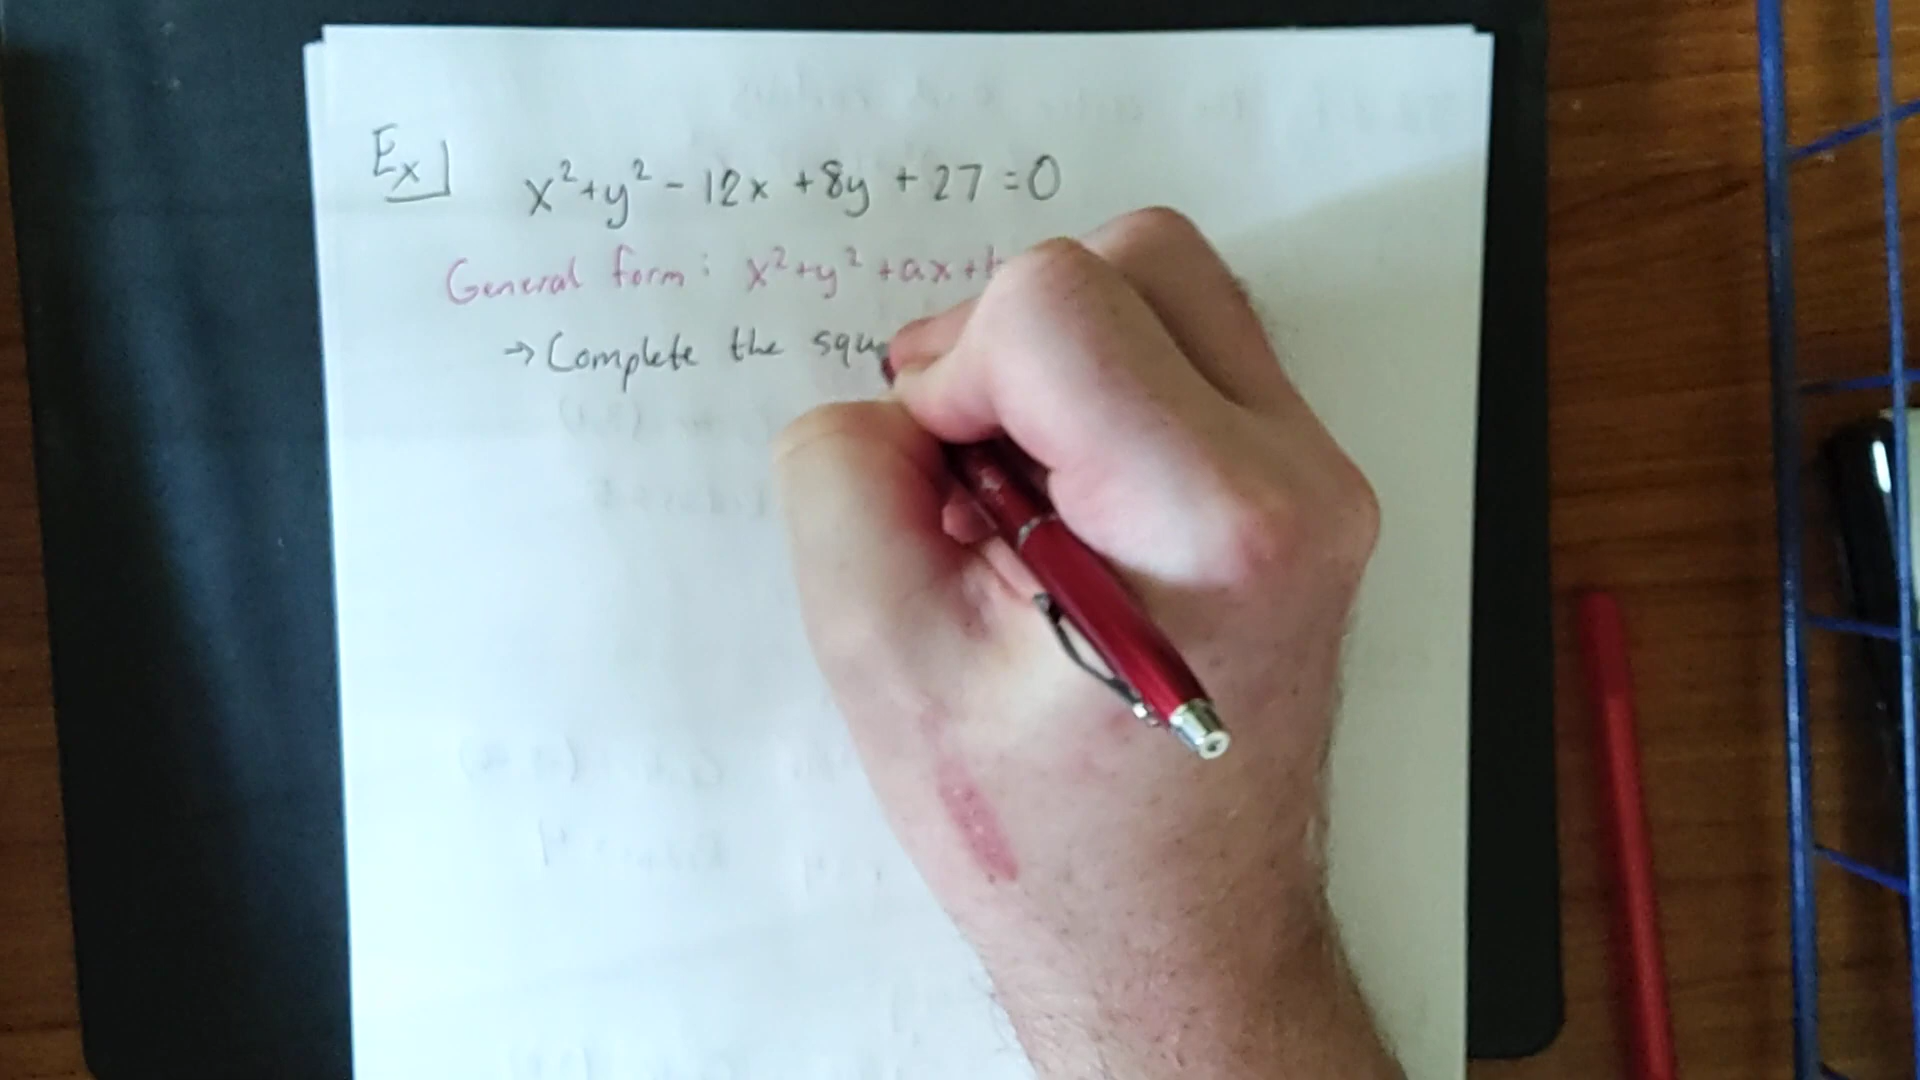 Ex] x²+y² - 12x + 8y + 27 = 0
General form: x²+y² + ax +
→ Complete the squ